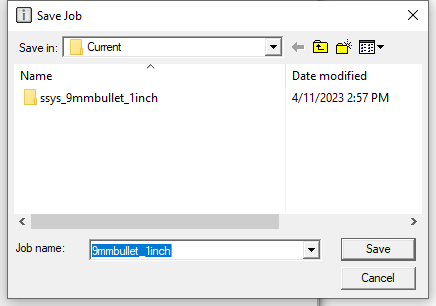 Save Job
Save in: Current
Name Date modified
ssys_9mmbullet_1inch 4/11/2023 2:57 PM
Job name: 9mmbullet_1inch Save
Cancel